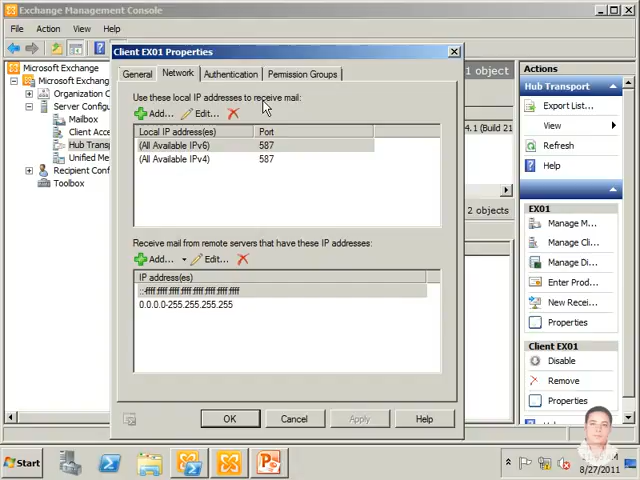 Exchange Management Console
File
Action
View
Help
Microsoft Exchange
Microsoft Exchang
Organization C
Server Configu
Mailbox
Client Acce
Hub Transp
Unified Me
Recipient Conf
Toolbox
Client EX01 Properties
General
Network
Authentication
Permission Groups
Use these local IP addresses to receive mail:
Add...
Edit...
Local IP address(es)
Port
(All Available IPv6)
587
(All Available IPv4)
587
Receive mail from remote servers that have these IP addresses:
Add...
Edit...
IP address(es)
::-ffff:ffff:ffff:ffff:ffff:ffff:ffff:ffff
0.0.0.0-255.255.255.255
OK
Cancel
Apply
Help
1 object
4.1 (Build 21
2 objects
Actions
Hub Transport
Export List...
View
Refresh
Help
EX01
Manage M...
Manage Cli...
Manage Di...
Enter Prod...
New Recei...
Properties
Client EX01
Disable
Remove
Properties
Help
Start
8/27/2011